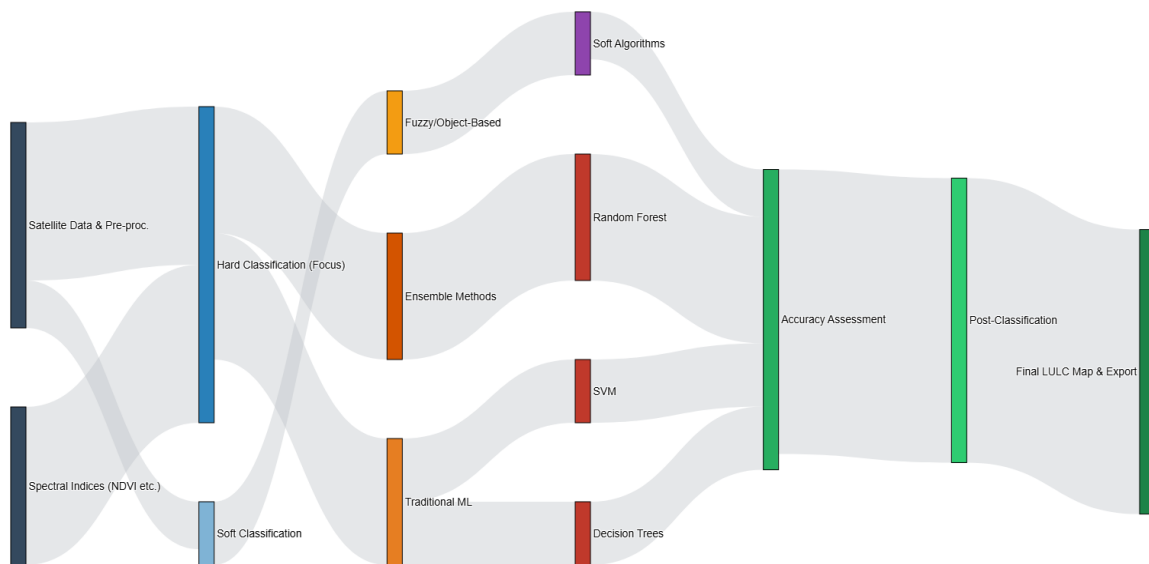 Satellite Data & Pre-proc.
Spectral Indices (NDVI etc.)
Hard Classification (Focus)
Soft Classification
Fuzzy/Object-Based
Ensemble Methods
Traditional ML
Soft Algorithms
Random Forest
SVM
Decision Trees
Accuracy Assessment
Post-Classification
Final LULC Map & Export